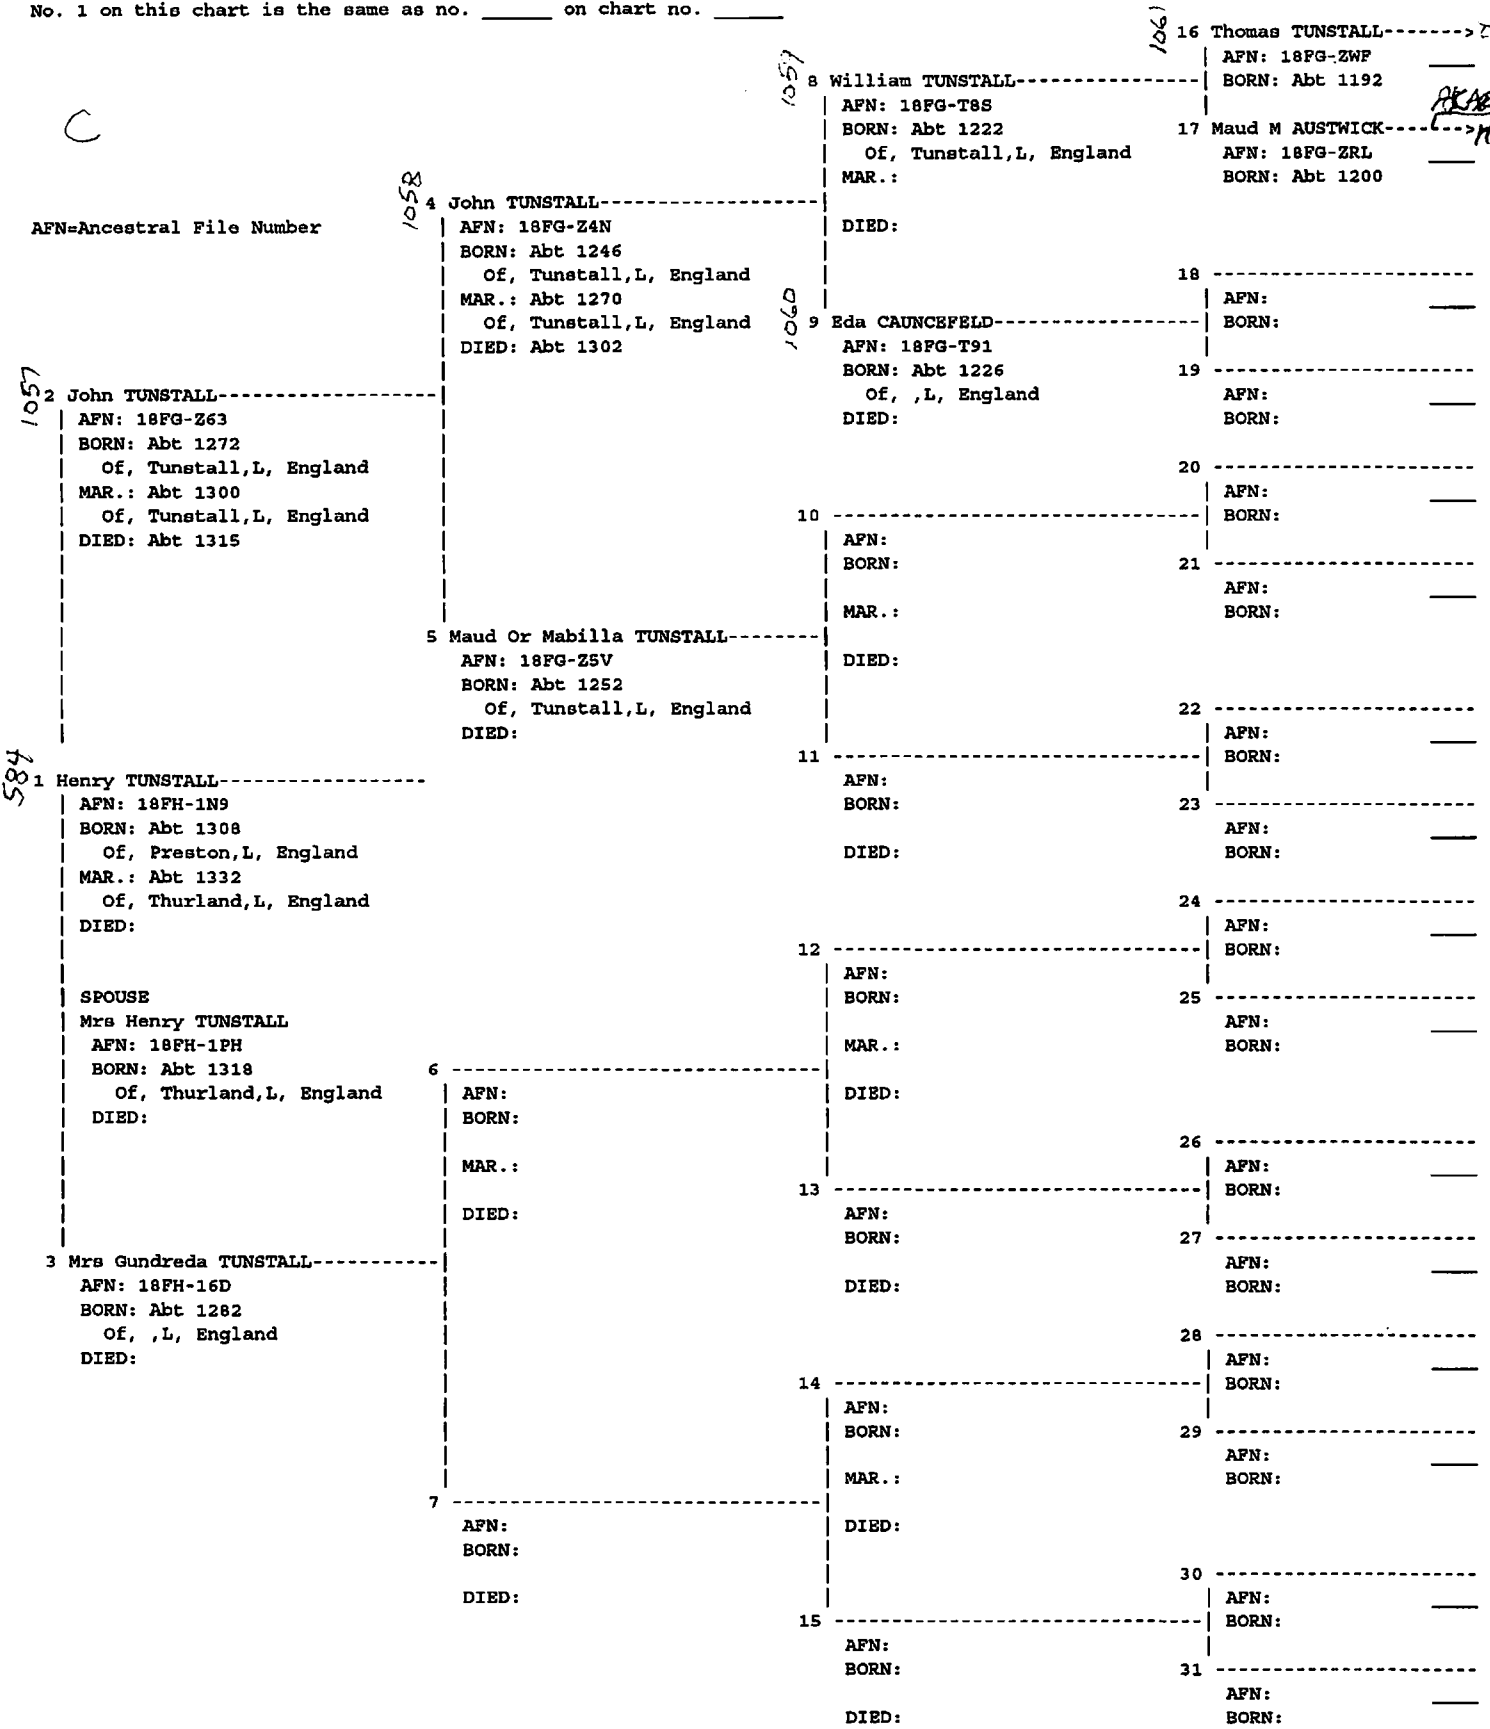 No. 1 on this chart is the same as no. ______ on chart no. ______
C
AFN=Ancestral File Number
584
1 Henry TUNSTALL
AFN: 18FH-1N9
BORN: Abt 1308
Of, Preston,L, England
MAR.: Abt 1332
Of, Thurland,L, England
DIED:
SPOUSE
Mrs Henry TUNSTALL
AFN: 18FH-1PH
BORN: Abt 1318
Of, Thurland,L, England
DIED:
1057
2 John TUNSTALL
AFN: 18FG-Z63
BORN: Abt 1272
Of, Tunstall,L, England
MAR.: Abt 1300
Of, Tunstall,L, England
DIED: Abt 1315
3 Mrs Gundreda TUNSTALL
AFN: 18FH-16D
BORN: Abt 1282
Of, ,L, England
DIED:
1058
4 John TUNSTALL
AFN: 18FG-Z4N
BORN: Abt 1246
Of, Tunstall,L, England
MAR.: Abt 1270
Of, Tunstall,L, England
DIED: Abt 1302
5 Maud Or Mabilla TUNSTALL
AFN: 18FG-Z5V
BORN: Abt 1252
Of, Tunstall,L, England
DIED:
6
AFN:
BORN:
MAR.:
DIED:
7
AFN:
BORN:
DIED:
1059
8 William TUNSTALL
AFN: 18FG-T8S
BORN: Abt 1222
Of, Tunstall,L, England
MAR.:
DIED:
1060
9 Eda CAUNCEFELD
AFN: 18FG-T91
BORN: Abt 1226
Of, ,L, England
DIED:
10
AFN:
BORN:
MAR.:
DIED:
11
AFN:
BORN:
DIED:
12
AFN:
BORN:
MAR.:
DIED:
13
AFN:
BORN:
DIED:
14
AFN:
BORN:
MAR.:
DIED:
15
AFN:
BORN:
DIED:
1061
16 Thomas TUNSTALL------->
AFN: 18FG-ZWF
BORN: Abt 1192
17 Maud M AUSTWICK------->
AFN: 18FG-ZRL
BORN: Abt 1200
18
AFN:
BORN:
19
AFN:
BORN:
20
AFN:
BORN:
21
AFN:
BORN:
22
AFN:
BORN:
23
AFN:
BORN:
24
AFN:
BORN:
25
AFN:
BORN:
26
AFN:
BORN:
27
AFN:
BORN:
28
AFN:
BORN:
29
AFN:
BORN:
30
AFN:
BORN:
31
AFN:
BORN: